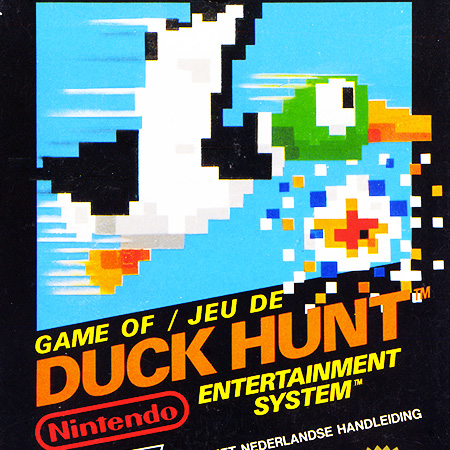 GAME OF / JEU DE
DUCK HUNT™
Nintendo
ENTERTAINMENT
SYSTEM™
NEDERLANDSE HANDLEIDING